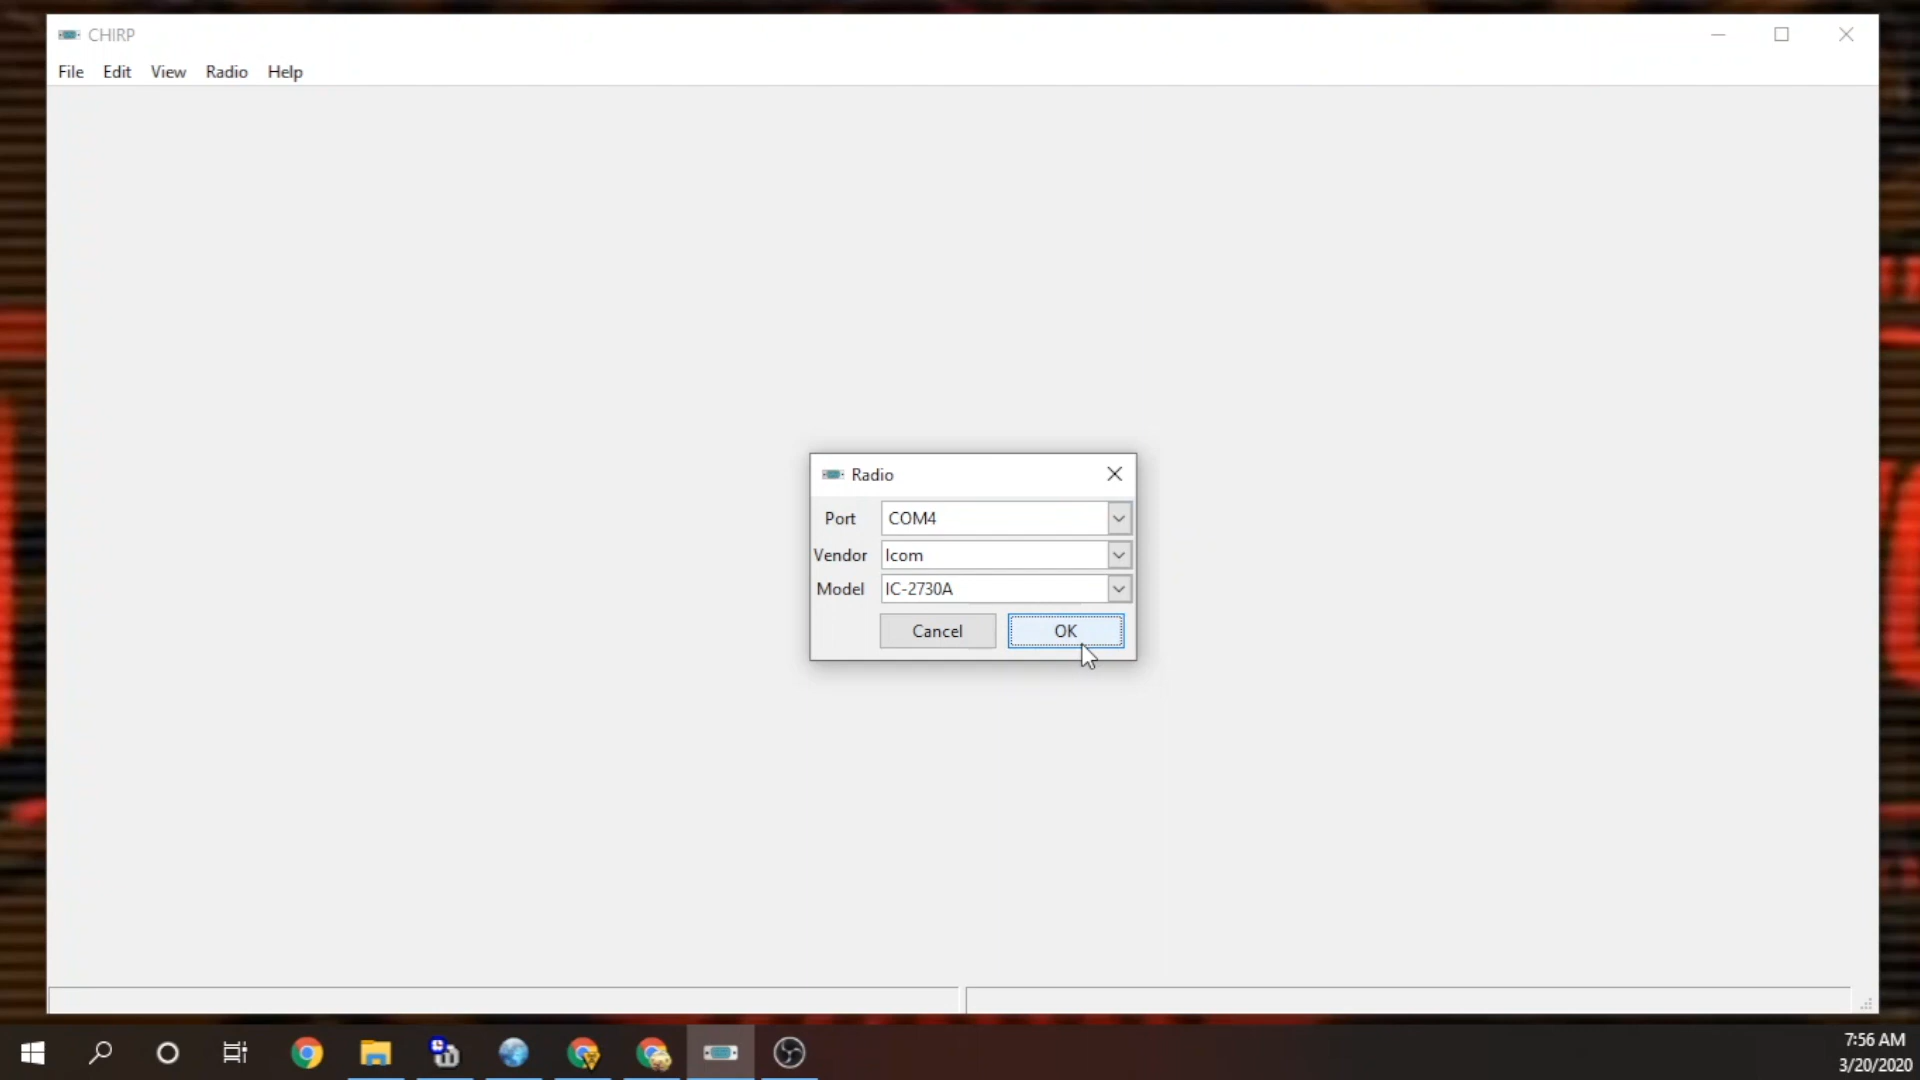 CHIRP
File Edit View Radio Help
Radio
Port COM4
Vendor Icom
Model IC-2730A
Cancel OK
7:56 AM
3/20/2020